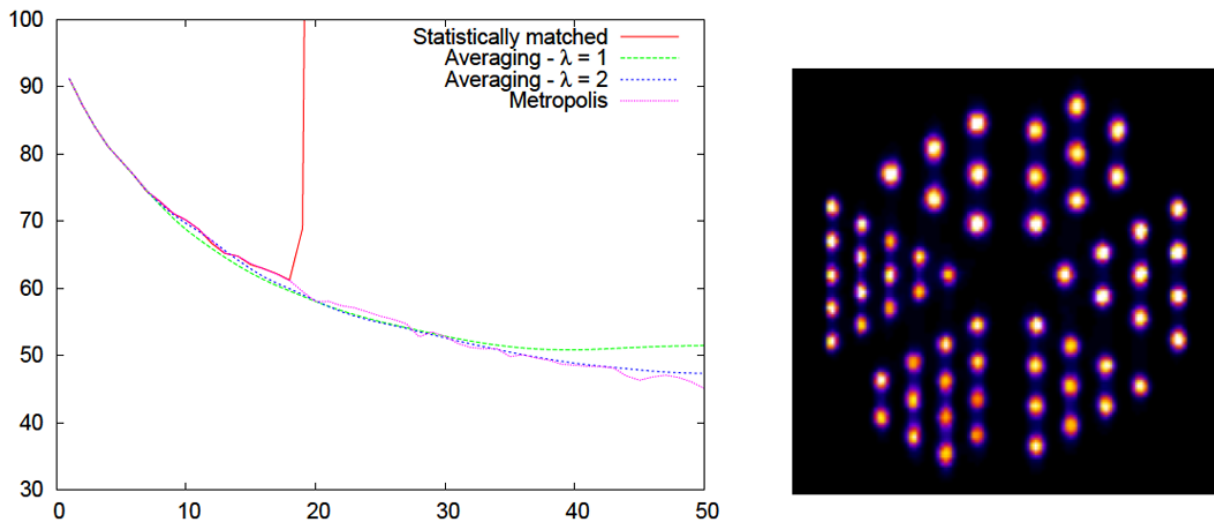 100
90
80
70
60
50
40
30
0 10 20 30 40 50
Statistically matched
Averaging - λ = 1
Averaging - λ = 2
Metropolis